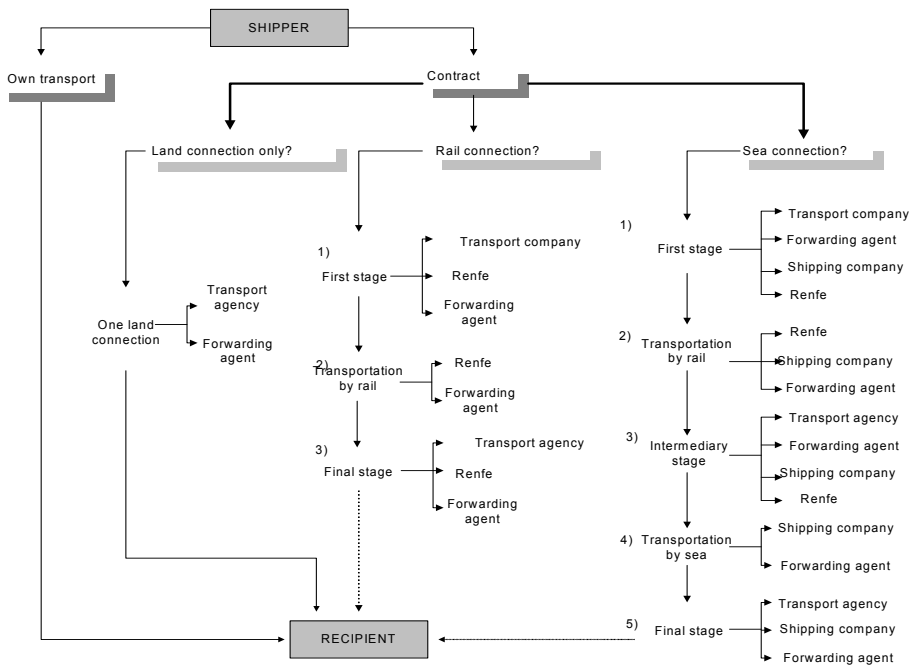 SHIPPER
Own transport
Contract
Land connection only?
Rail connection?
Sea connection?
One land
connection
Transport
agency
Forwarding
agent
1)
First stage
Transport company
Renfe
Forwarding
agent
2)
Transportation
by rail
Renfe
Forwarding
agent
3)
Final stage
Transport agency
Renfe
Forwarding
agent
1)
First stage
Transport company
Forwarding agent
Shipping company
Renfe
2)
Transportation
by rail
Renfe
Shipping company
Forwarding agent
3)
Intermediary
stage
Transport agency
Forwarding agent
Shipping company
Renfe
4)
Transportation
by sea
Shipping company
Forwarding agent
5)
Final stage
Transport agency
Shipping company
Forwarding agent
RECIPIENT